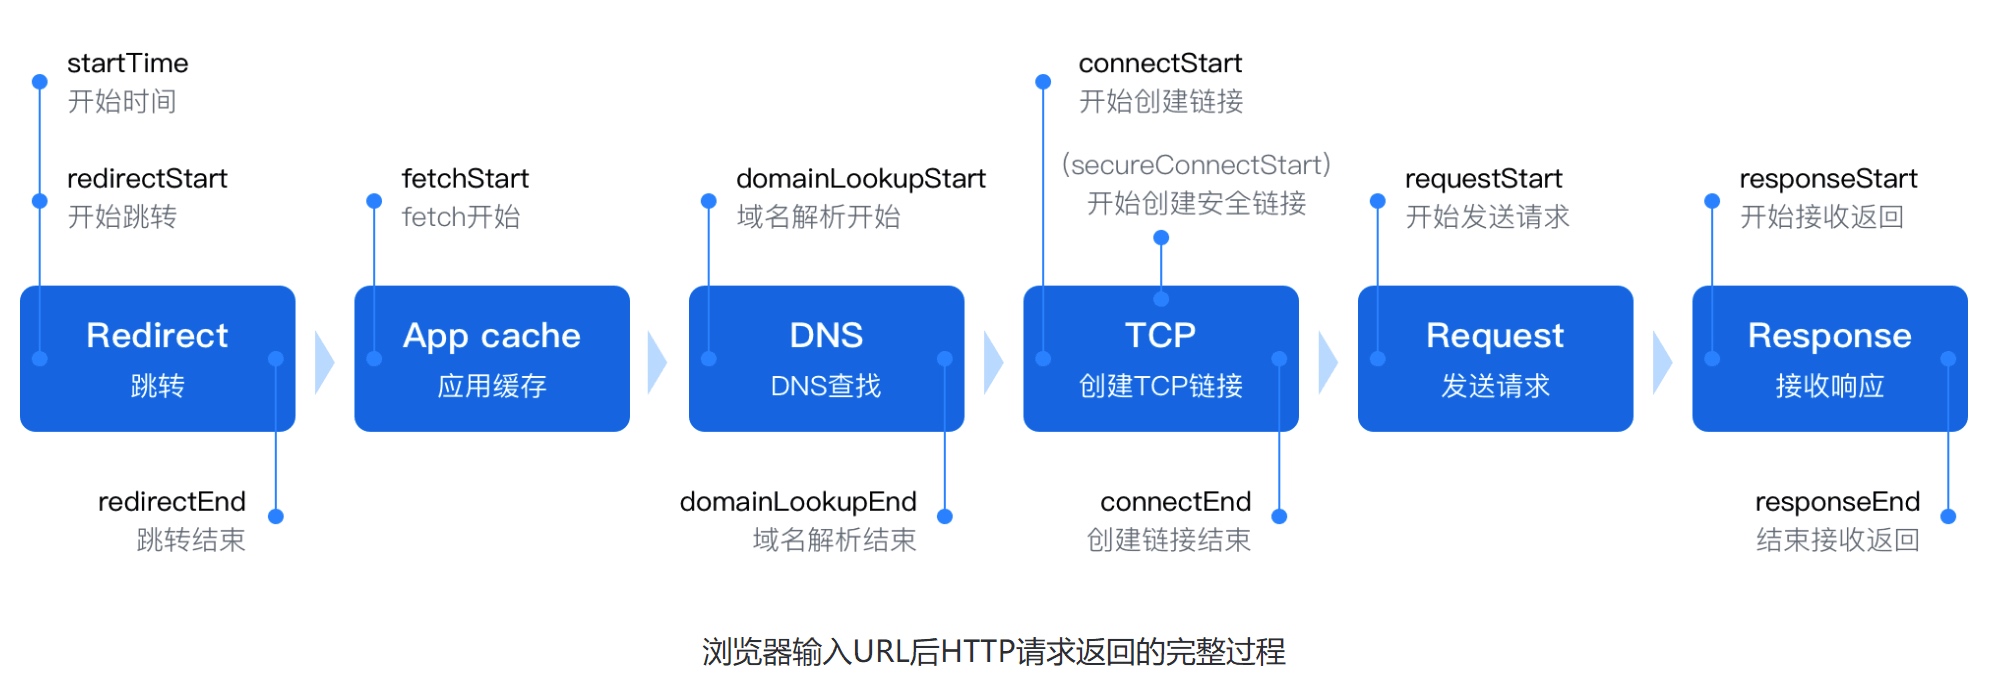 startTime
开始时间
redirectStart
开始跳转
Redirect
跳转
redirectEnd
跳转结束
fetchStart
fetch开始
App cache
应用缓存
domainLookupStart
域名解析开始
DNS
DNS查找
domainLookupEnd
域名解析结束
connectStart
开始创建链接
(secureConnectStart)
开始创建安全链接
TCP
创建TCP链接
connectEnd
创建链接结束
requestStart
开始发送请求
Request
发送请求
responseStart
开始接收返回
Response
接收响应
responseEnd
结束接收返回
浏览器输入URL后HTTP请求返回的完整过程